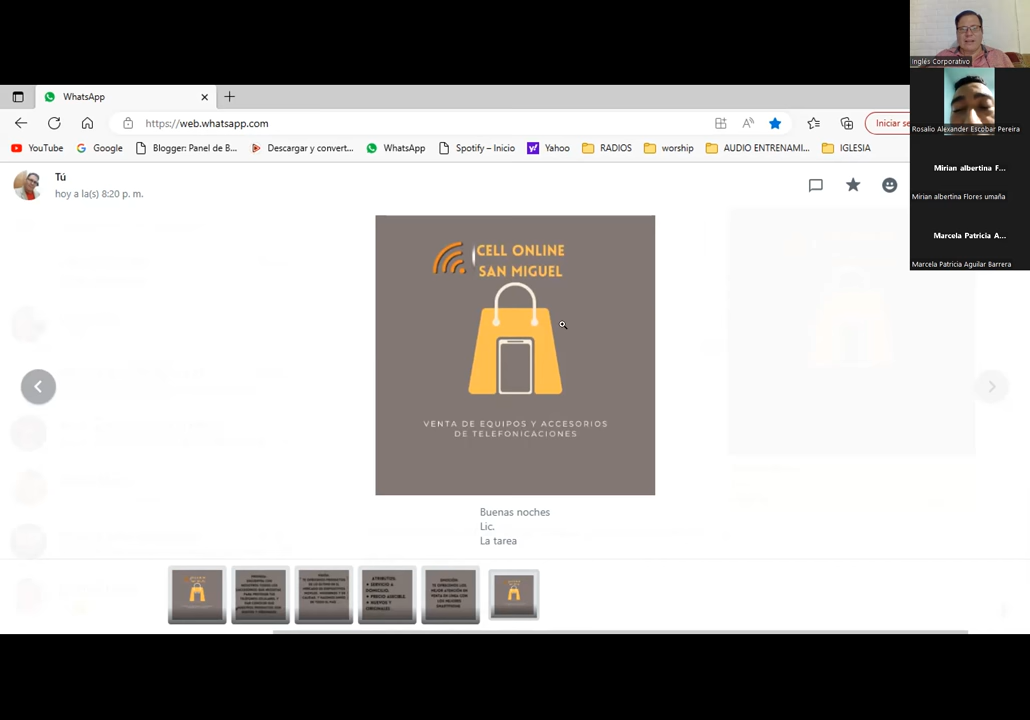 WhatsApp
https://web.whatsapp.com
Iniciar se
YouTube
Google
Blogger: Panel de B...
Descargar y convert...
WhatsApp
Spotify – Inicio
Yahoo
RADIOS
worship
AUDIO ENTRENAMI...
IGLESIA
Tú
hoy a la(s) 8:20 p. m.
CELL ONLINE
SAN MIGUEL
VENTA DE EQUIPOS Y ACCESORIOS
DE TELEFONICACIONES
Buenas noches
Lic.
La tarea
ATRIBUTOS:
SERVICIO A
DOMICILIO.
Inglés Corporativo
Rosalio Alexander Escobar Pereira
Mirian albertina F...
Mirian albertina Flores umaña
Marcela Patricia A...
Marcela Patricia Aguilar Barrera